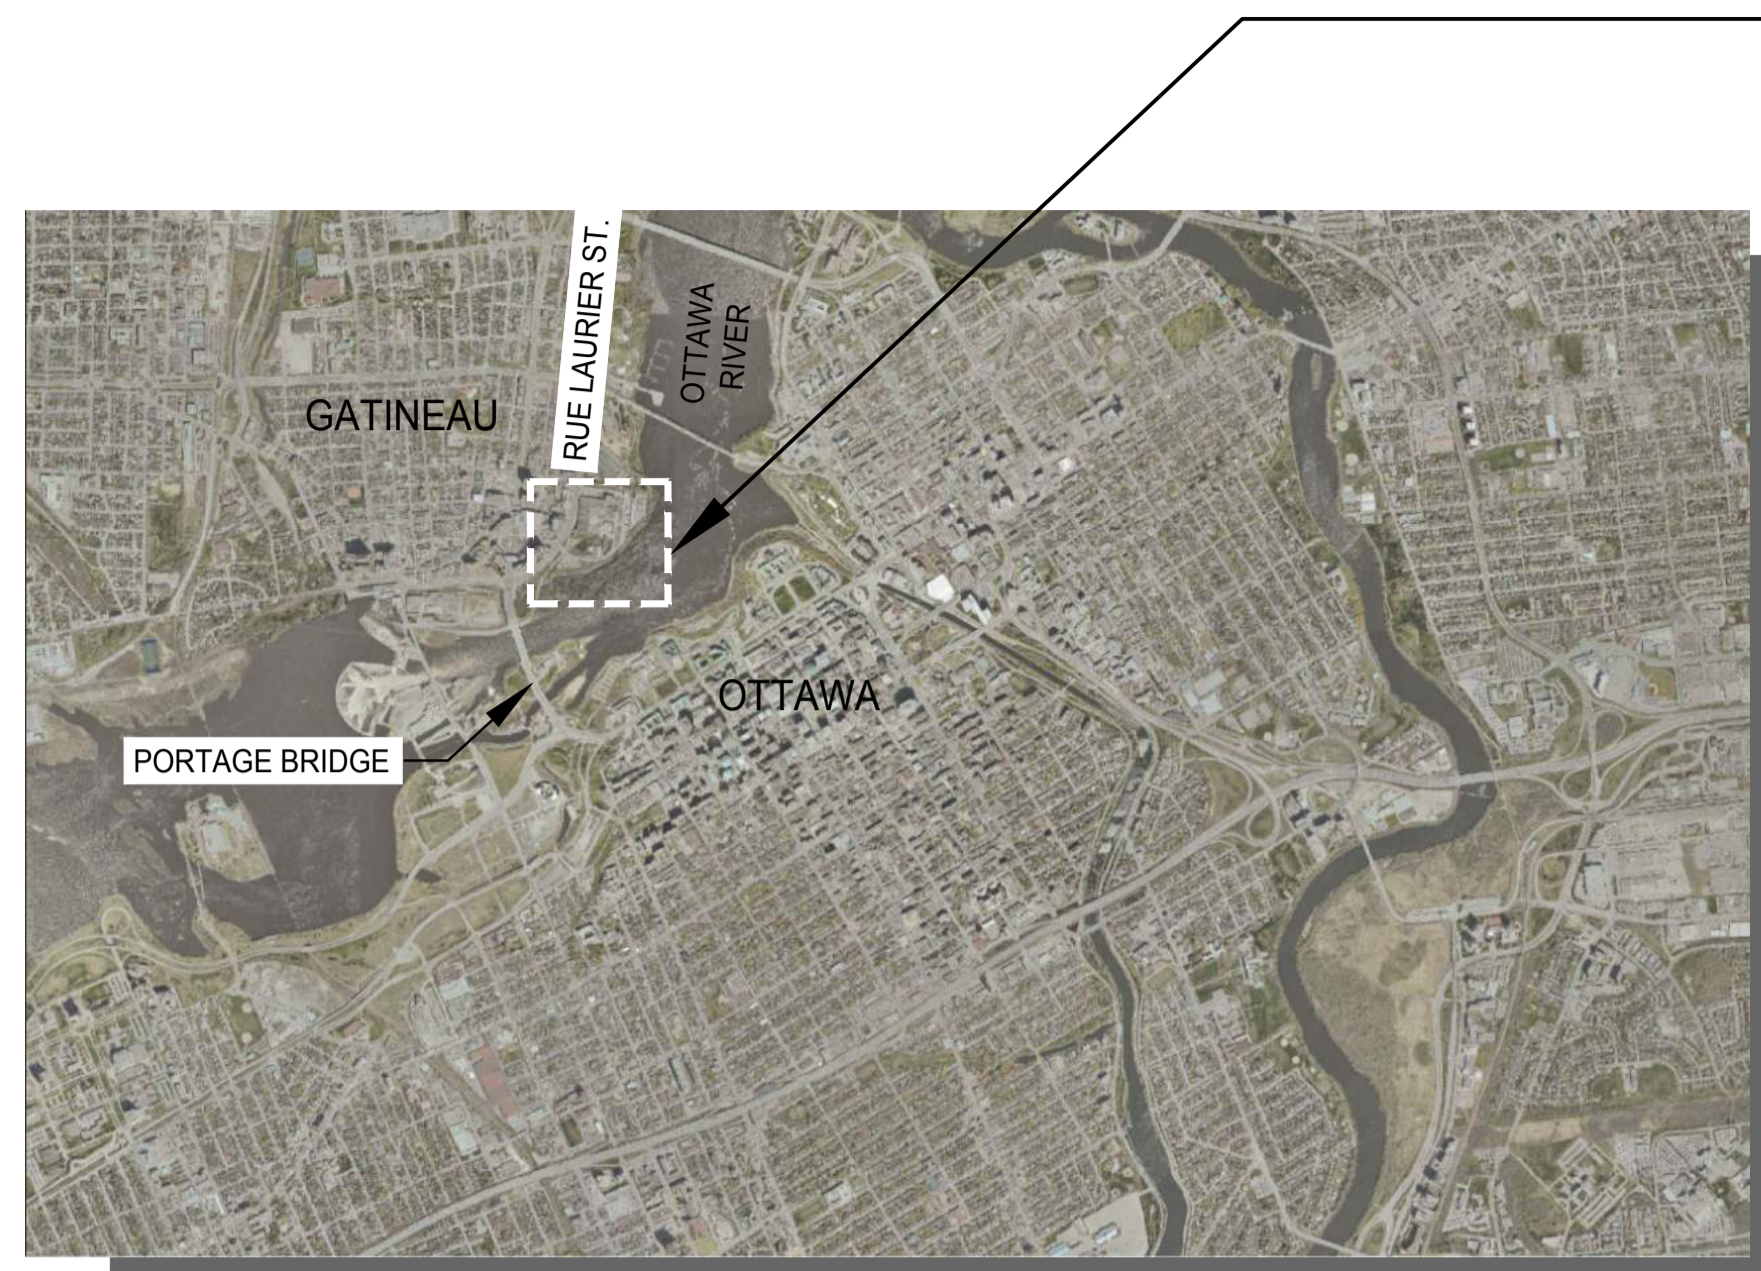 RUE LAURIER ST.
OTTAWA
RIVER
GATINEAU
OTTAWA
PORTAGE BRIDGE